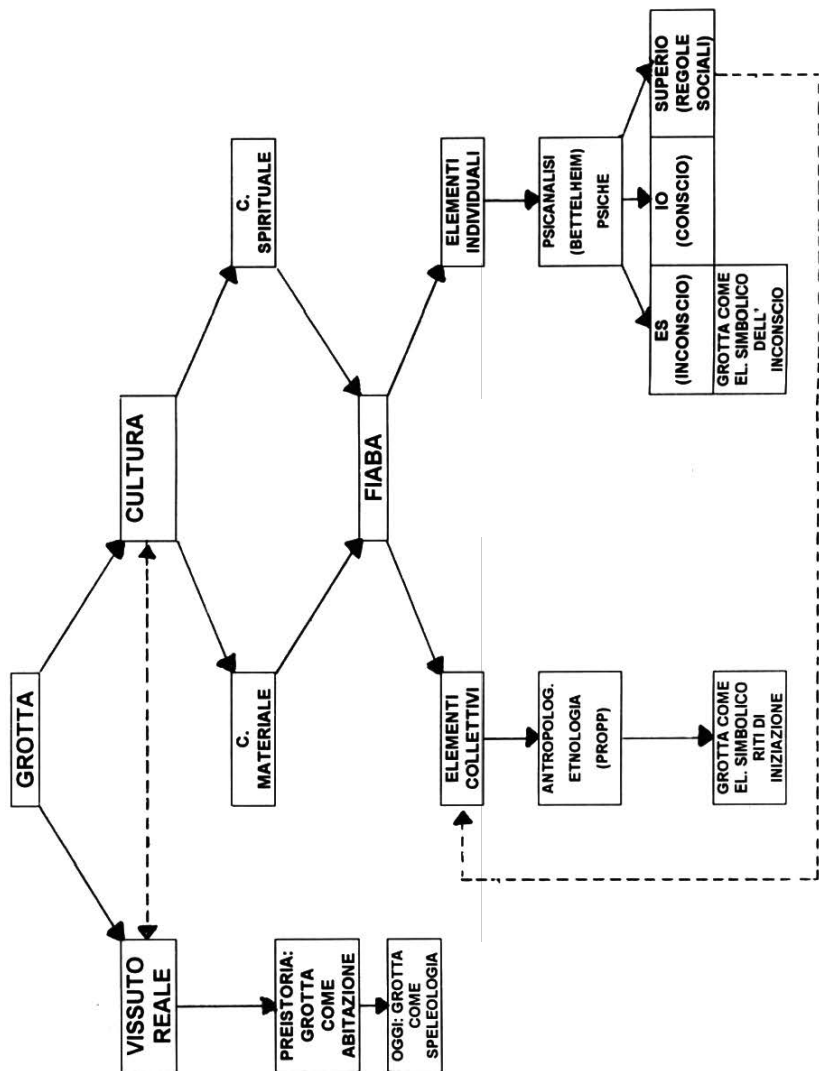 GROTTA
VISSUTO
REALE
CULTURA
C.
MATERIALE
C.
SPIRITUALE
PREISTORIA:
GROTTA
COME
ABITAZIONE
FIABA
OGGI: GROTTA
COME
SPELEOLOGIA
ELEMENTI
COLLETTIVI
ELEMENTI
INDIVIDUALI
ANTROPOLOG.
ETNOLOGIA
(PROPP)
PSICANALISI
(BETTELHEIM)
PSICHE
ES
(INCONSCIO)
IO
(CONSCIO)
SUPERIO
(REGOLE
SOCIALI)
GROTTA COME
EL. SIMBOLICO
RITI DI
INIZIAZIONE
GROTTA COME
EL. SIMBOLICO
DELL'
INCONSCIO